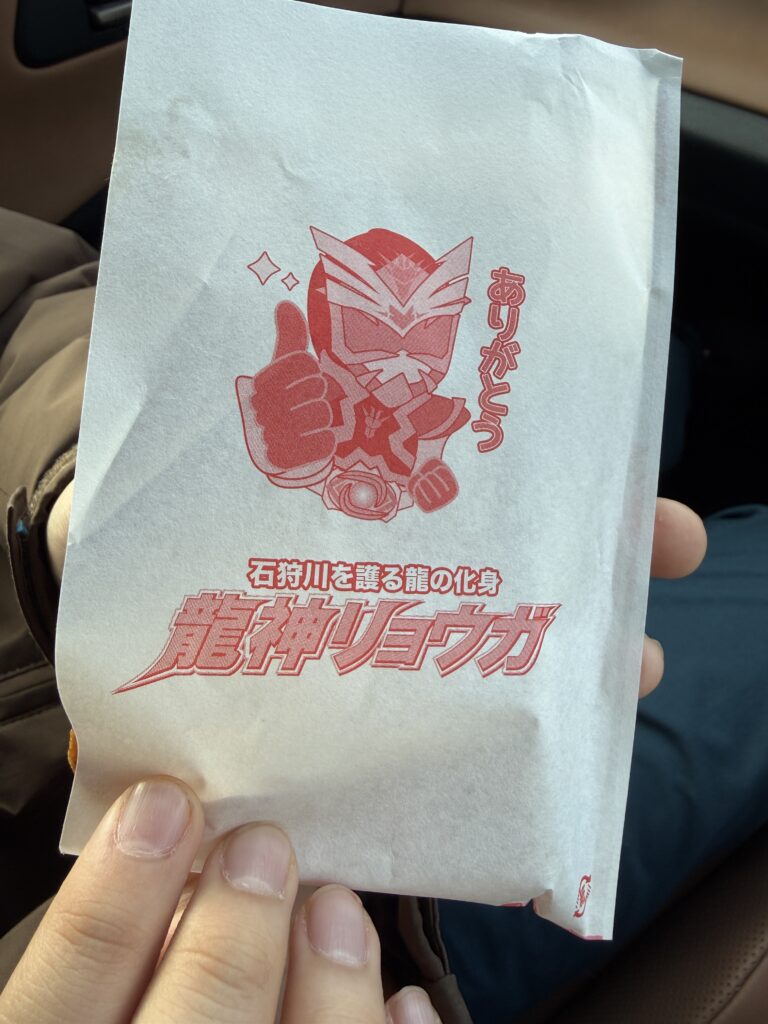 ありがとう
石狩川を護る龍の化身
龍神リョウガ